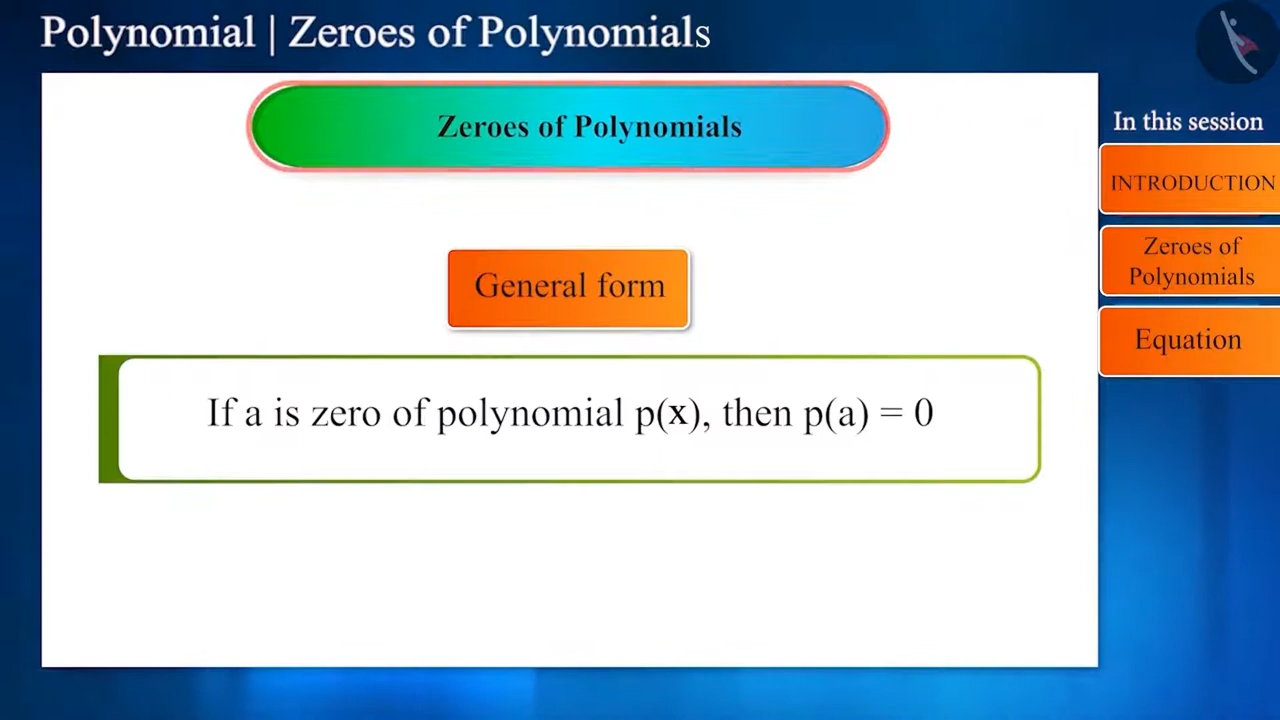 Polynomial | Zeroes of Polynomials
Zeroes of Polynomials
General form
If a is zero of polynomial p(x), then p(a) = 0
In this session
INTRODUCTION
Zeroes of
Polynomials
Equation